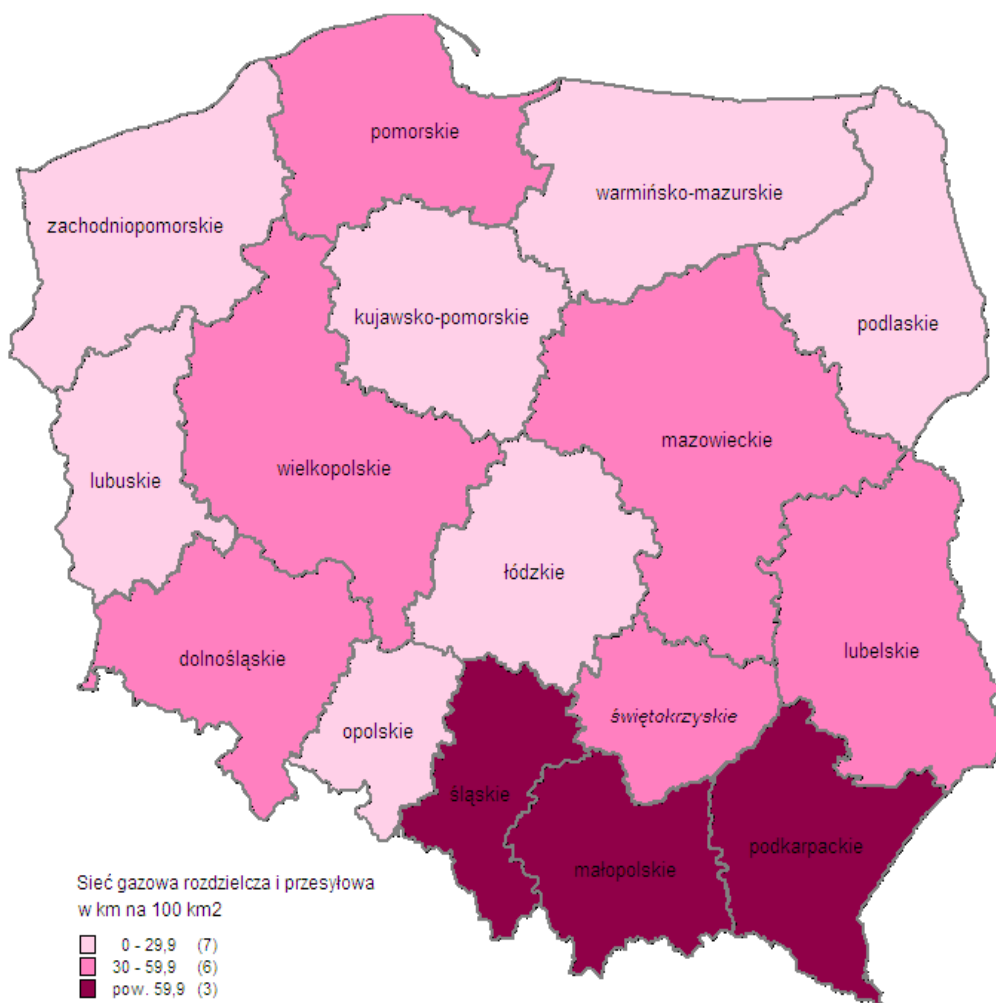 pomorskie
warmińsko-mazurskie
zachodniopomorskie
kujawsko-pomorskie
podlaskie
mazowieckie
wielkopolskie
lubuskie
łódzkie
lubelskie
dolnośląskie
świętokrzyskie
opolskie
śląskie
podkarpackie
małopolskie
Sieć gazowa rozdzielcza i przesyłowa
w km na 100 km2
0 - 29,9 (7)
30 - 59,9 (6)
pow. 59,9 (3)